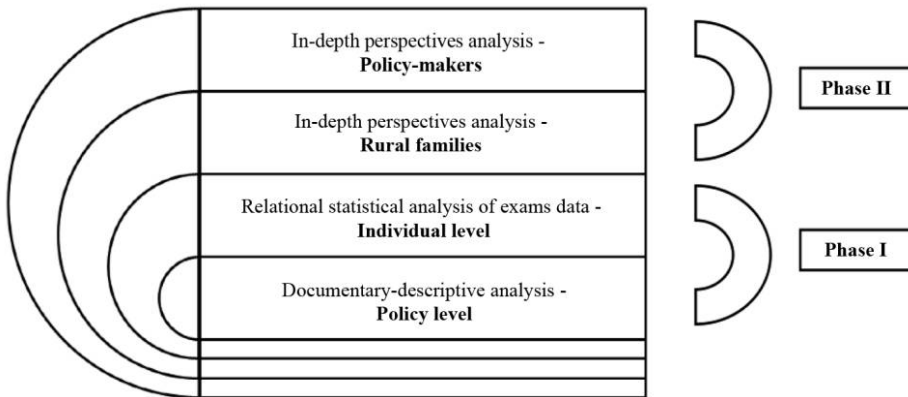 In-depth perspectives analysis -
Policy-makers
In-depth perspectives analysis -
Rural families
Relational statistical analysis of exams data -
Individual level
Documentary-descriptive analysis -
Policy level
Phase II
Phase I